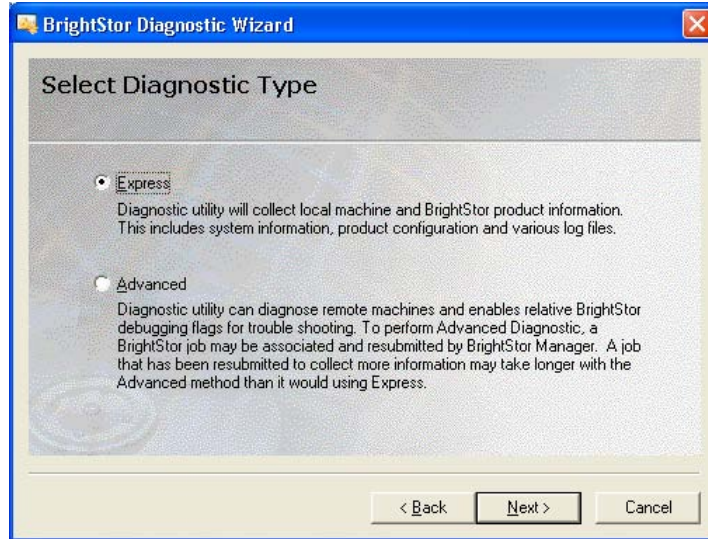 BrightStor Diagnostic Wizard
Select Diagnostic Type
Express
Diagnostic utility will collect local machine and BrightStor product information.
This includes system information, product configuration and various log files.
Advanced
Diagnostic utility can diagnose remote machines and enables relative BrightStor
debugging flags for trouble shooting. To perform Advanced Diagnostic, a
BrightStor job may be associated and resubmitted by BrightStor Manager. A job
that has been resubmitted to collect more information may take longer with the
Advanced method than it would using Express.
< Back Next > Cancel